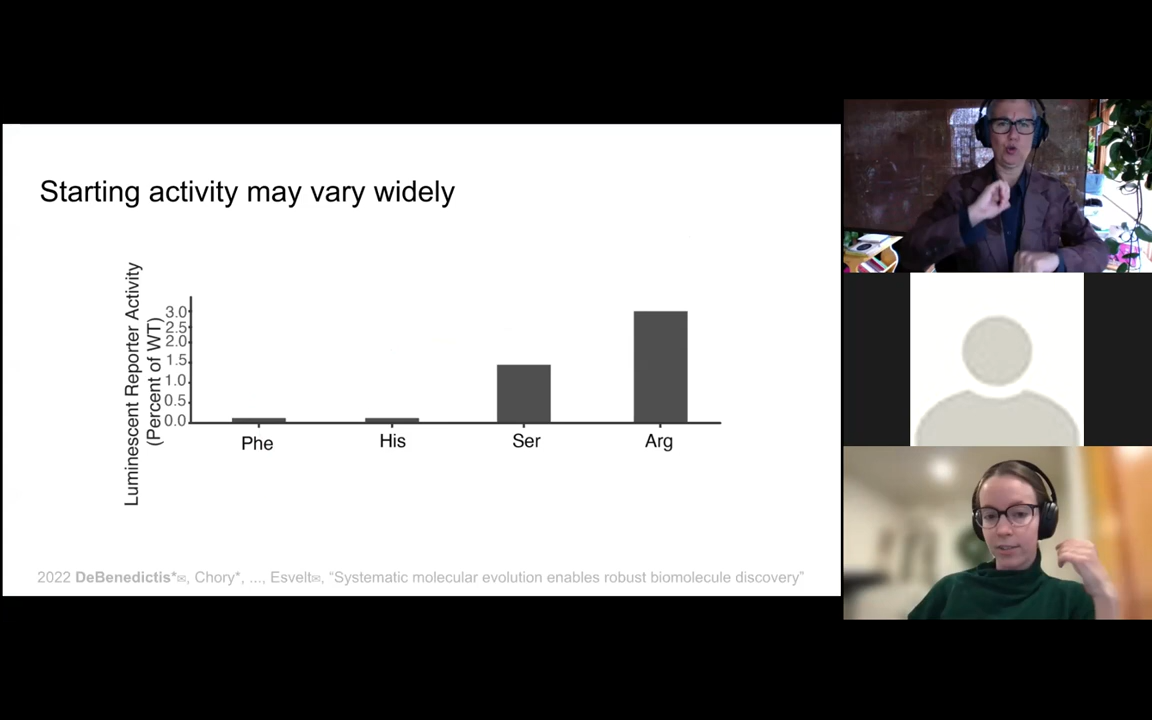 Starting activity may vary widely
Luminescent Reporter Activity
(Percent of WT)
3.0
2.5
2.0
1.5
1.0
0.5
0.0
Phe
His
Ser
Arg
2022 DeBenedictis*✉, Chory*, ..., Esvelt✉, “Systematic molecular evolution enables robust biomolecule discovery”